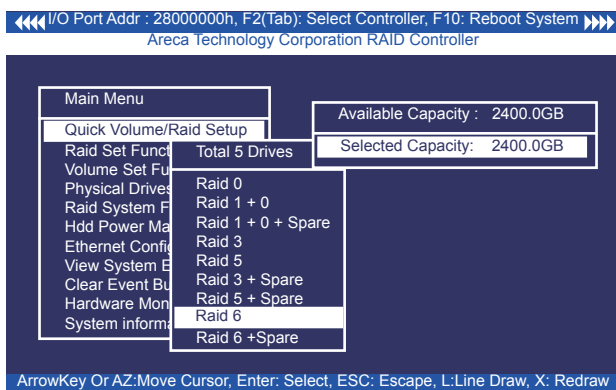 I/O Port Addr : 28000000h, F2(Tab): Select Controller, F10: Reboot System
Areca Technology Corporation RAID Controller
Main Menu
Quick Volume/Raid Setup
Raid Set Funct
Volume Set Fu
Physical Drives
Raid System F
Hdd Power Ma
Ethernet Config
View System E
Clear Event Bu
Hardware Mon
System informa
Total 5 Drives
Raid 0
Raid 1 + 0
Raid 1 + 0 + Spare
Raid 3
Raid 5
Raid 3 + Spare
Raid 5 + Spare
Raid 6
Raid 6 +Spare
Available Capacity : 2400.0GB
Selected Capacity: 2400.0GB
ArrowKey Or AZ:Move Cursor, Enter: Select, ESC: Escape, L:Line Draw, X: Redraw